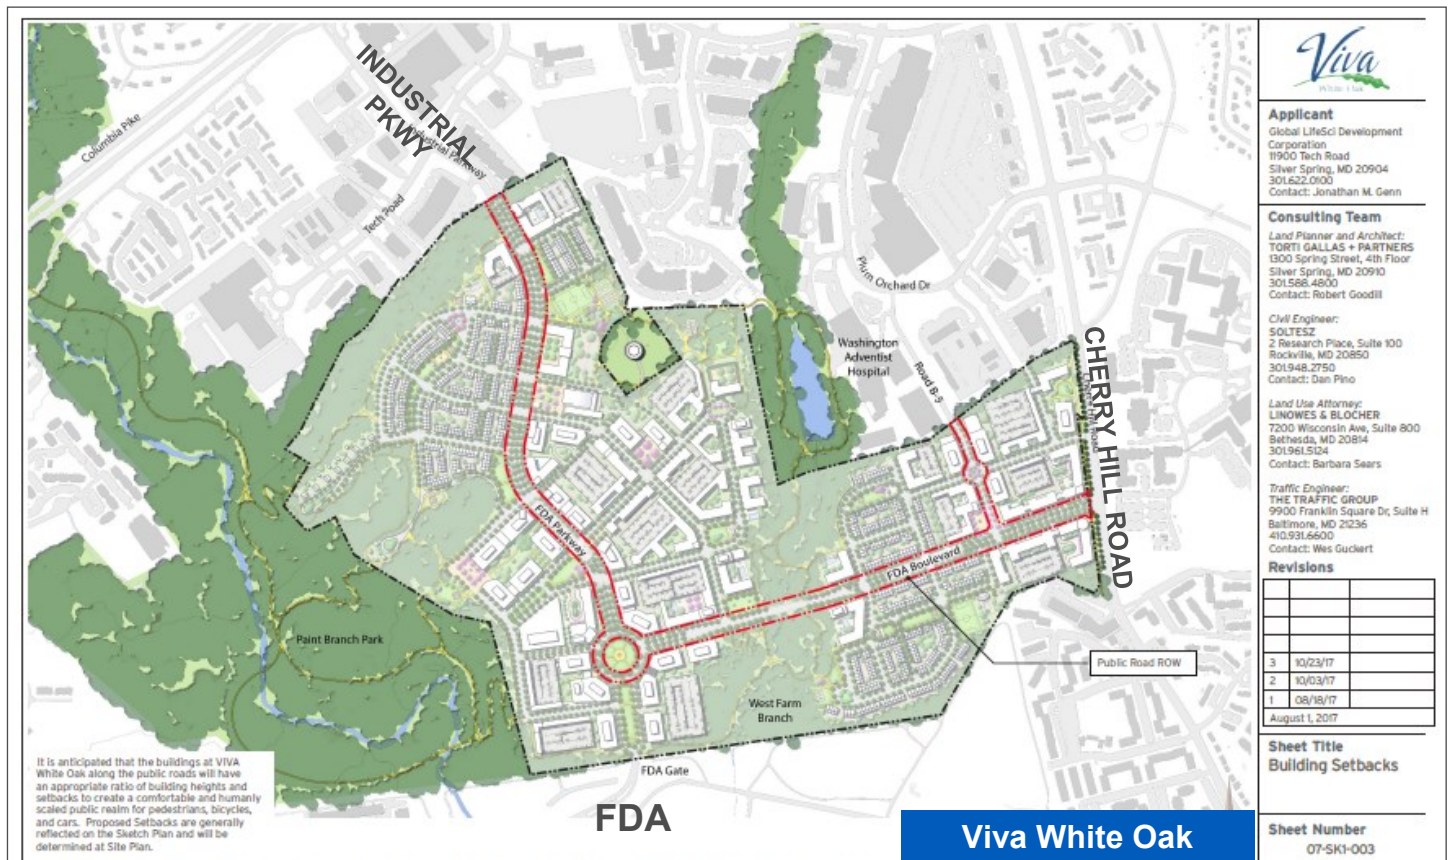 INDUSTRIAL
PKWY
Industrial Parkway
Columbia Pike
Tech Road
Plum Orchard Dr
Washington
Adventist
Hospital
Road B-5
CHERRY HILL ROAD
FDA Parkway
FDA Boulevard
Paint Branch Park
Public Road ROW
West Farm
Branch
FDA Gate
FDA
It is anticipated that the buildings at VIVA
White Oak along the public roads will have
an appropriate ratio of building heights and
setbacks to create a comfortable and humanly
scaled public realm for pedestrians, bicycles,
and cars. Proposed Setbacks are generally
reflected on the Sketch Plan and will be
determined at Site Plan.
Viva White Oak
Viva
White Oak
Applicant
Global LifeSci Development
Corporation
11900 Tech Road
Silver Spring, MD 20904
301.622.0100
Contact: Jonathan M. Genn
Consulting Team
Land Planner and Architect:
TORTI GALLAS + PARTNERS
1300 Spring Street, 4th Floor
Silver Spring, MD 20910
301.588.4800
Contact: Robert Goodill
Civil Engineer:
SOLTESZ
2 Research Place, Suite 100
Rockville, MD 20850
301.948.2750
Contact: Dan Pino
Land Use Attorney:
LINOWES & BLOCHER
7200 Wisconsin Ave, Suite 800
Bethesda, MD 20814
301.961.5124
Contact: Barbara Sears
Traffic Engineer:
THE TRAFFIC GROUP
9900 Franklin Square Dr, Suite H
Baltimore, MD 21236
410.931.6600
Contact: Wes Guckert
Revisions
3 10/23/17
2 10/03/17
1 08/18/17
August 1, 2017
Sheet Title
Building Setbacks
Sheet Number
07-SK1-003